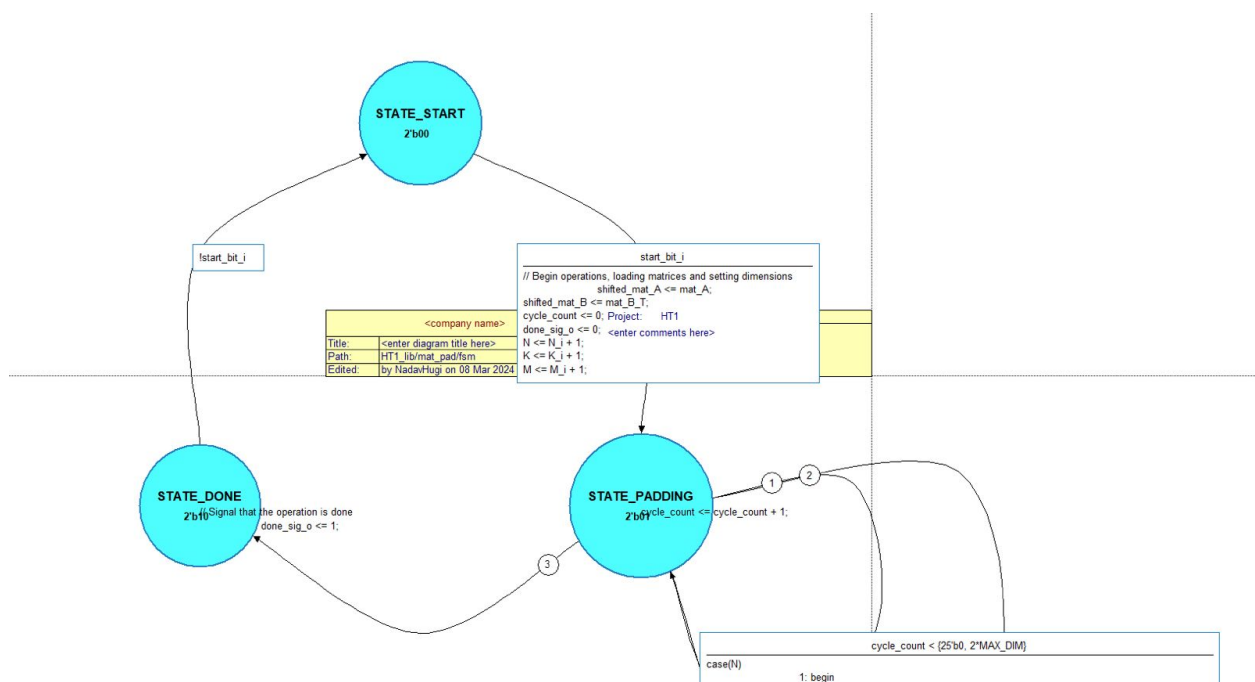 STATE_START
2'b00
!start_bit_i
start_bit_i
// Begin operations, loading matrices and setting dimensions
shifted_mat_A <= mat_A;
shifted_mat_B <= mat_B_T;
cycle_count <= 0;
done_sig_o <= 0;
N <= N_i + 1;
K <= K_i + 1;
M <= M_i + 1;
Project: HT1
<enter comments here>
<company name>
Title: <enter diagram title here>
Path: HT1_lib/mat_pad/fsm
Edited: by NadavHugi on 08 Mar 2024
STATE_DONE
2'b10
// Signal that the operation is done
done_sig_o <= 1;
STATE_PADDING
2'b01
cycle_count <= cycle_count + 1;
1
2
3
cycle_count < {25'b0, 2*MAX_DIM}
case(N)
1: begin